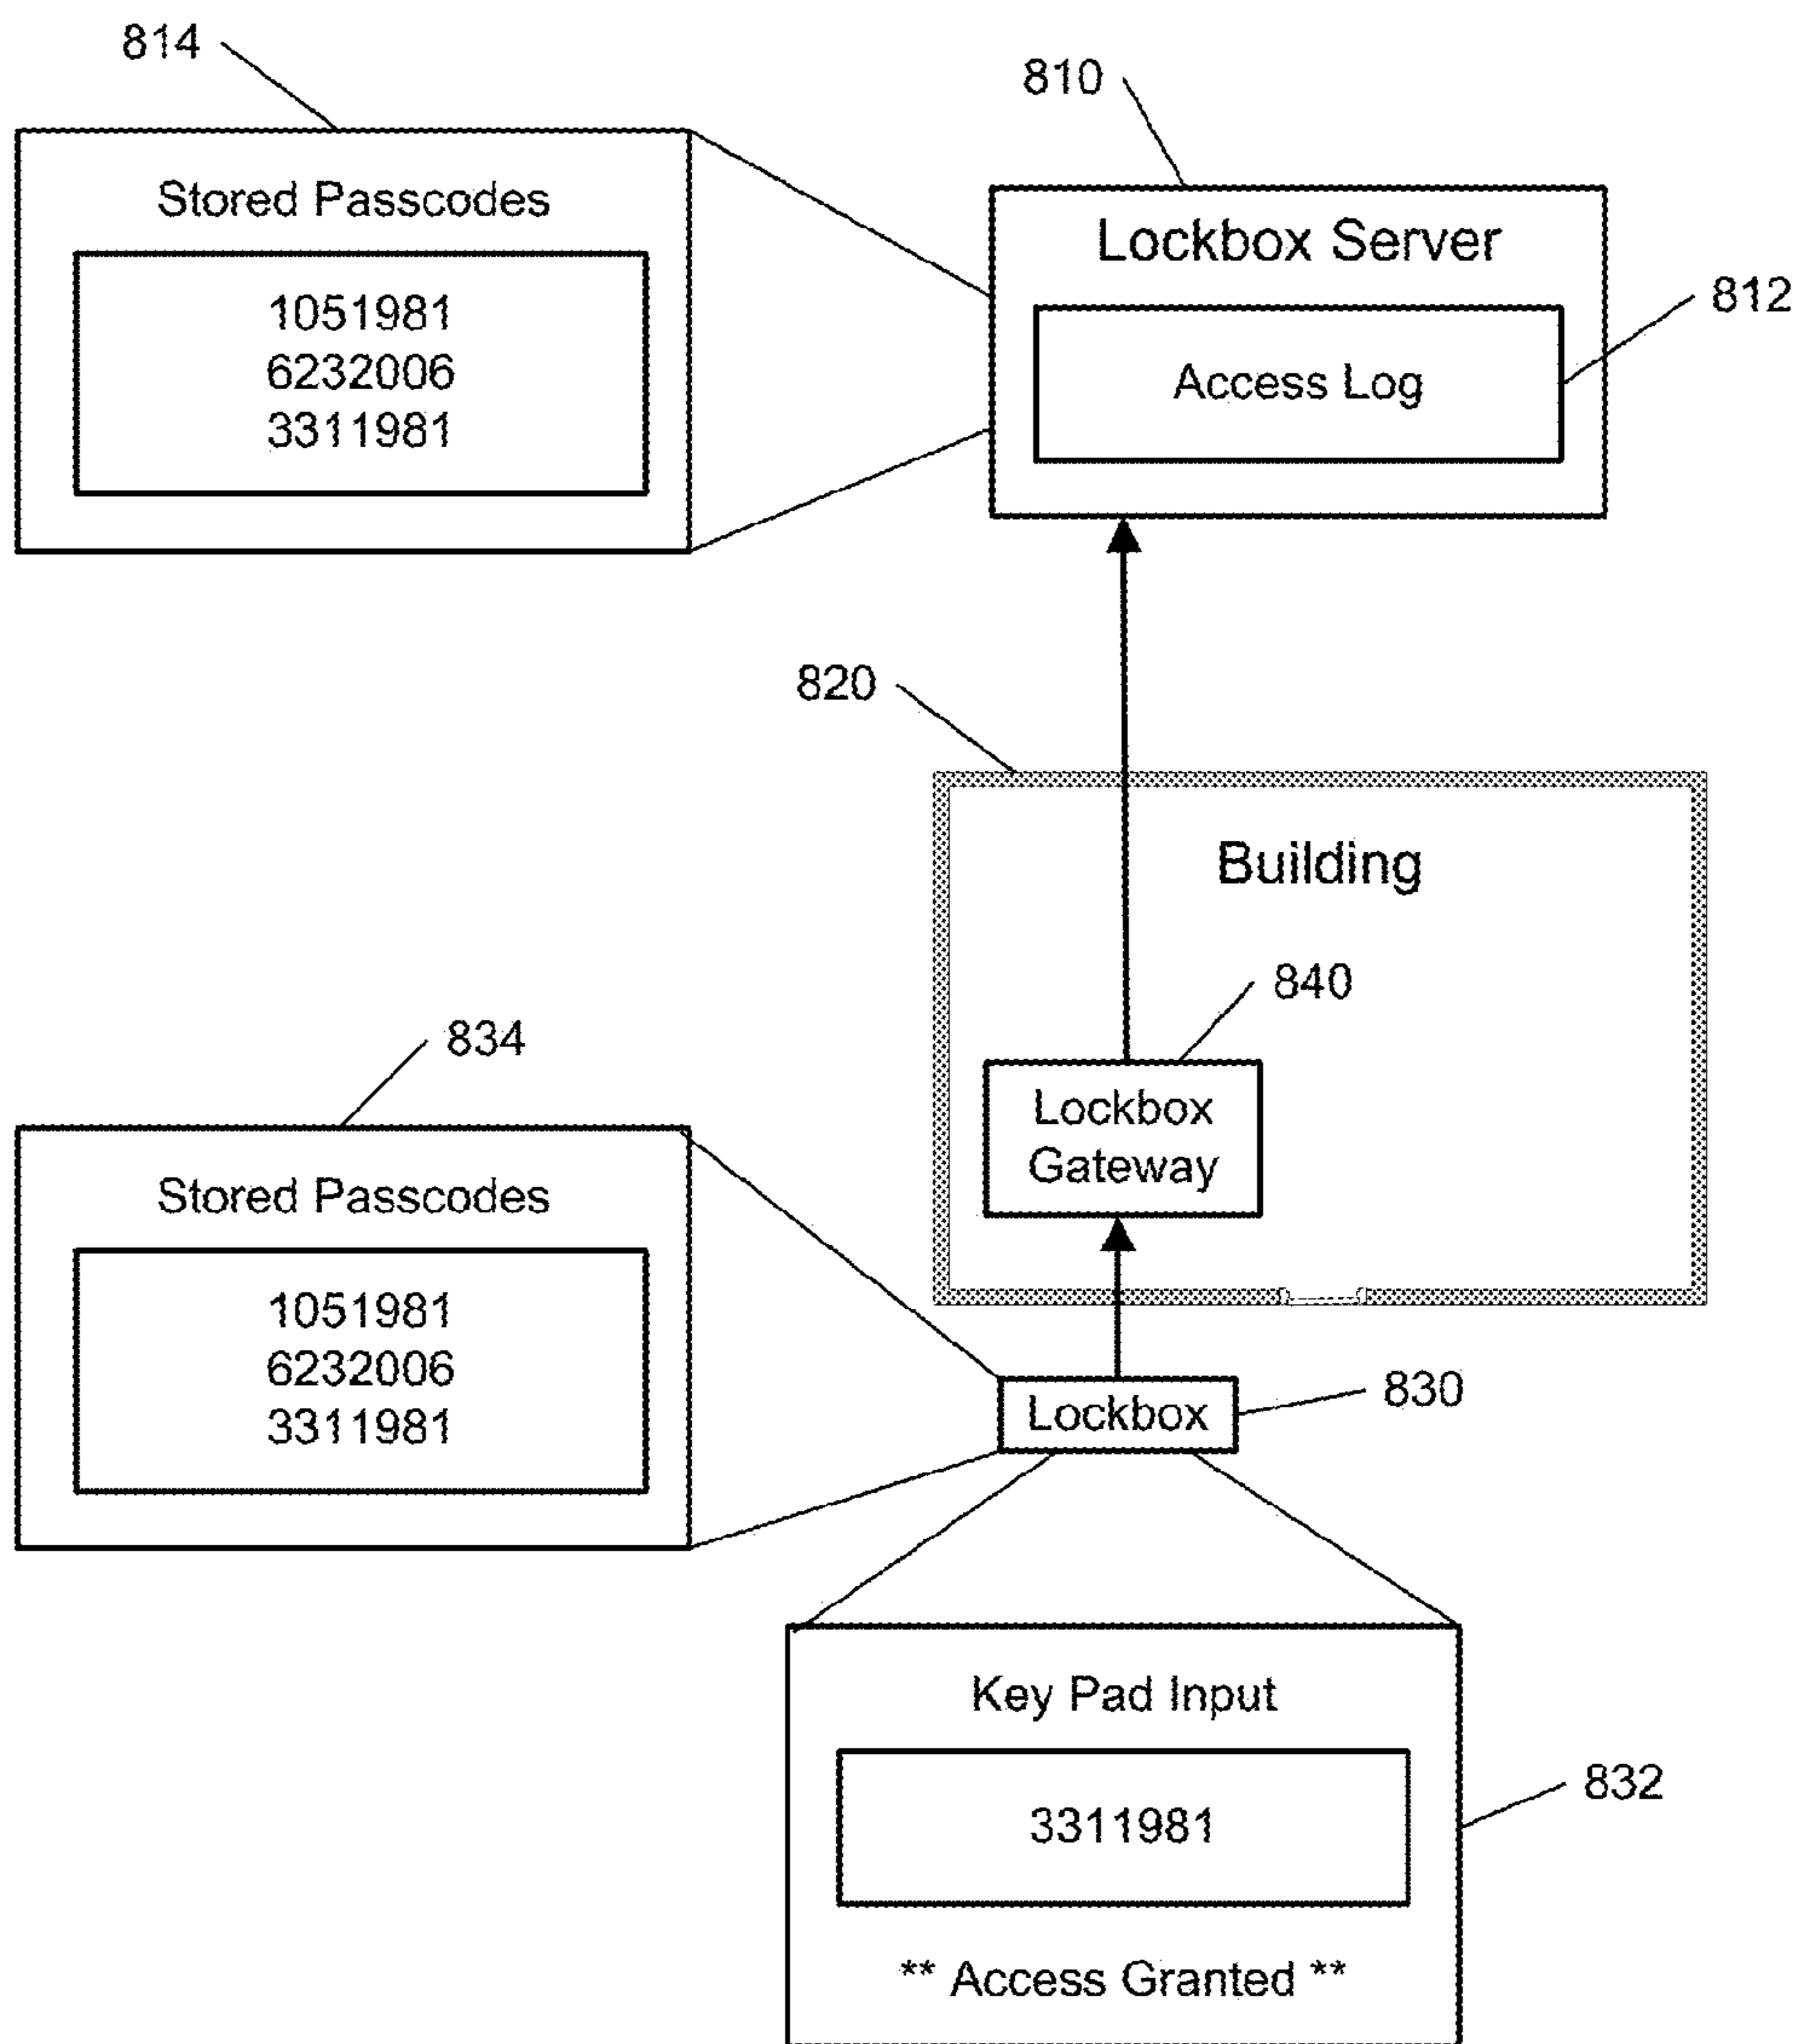 814
810
Stored Passcodes
1051981
6232006
3311981
Lockbox Server
812
Access Log
820
Building
840
Lockbox
Gateway
834
Stored Passcodes
1051981
6232006
3311981
830
Lockbox
Key Pad Input
832
3311981
** Access Granted **